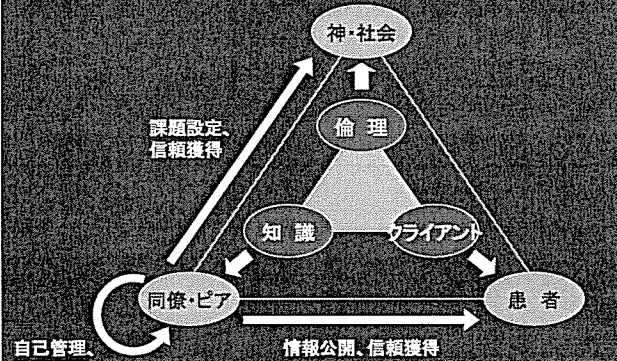 神・社会
課題設定、
信頼獲得
倫 理
知 識
クライアント
同僚・ピア
患 者
自己管理、
情報公開、信頼獲得